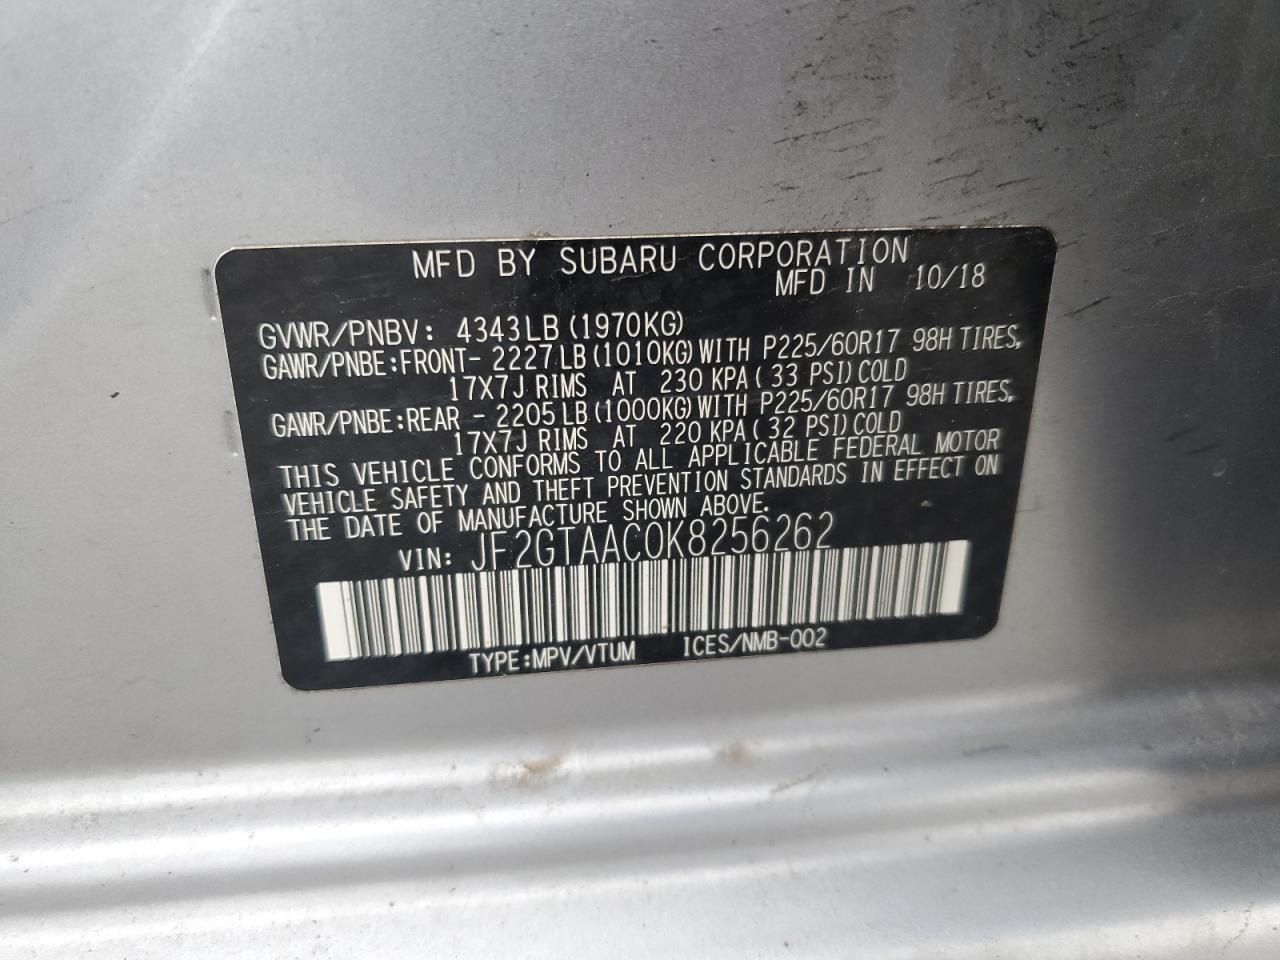 MFD BY SUBARU CORPORATION
MFD IN 10/18
GVWR/PNBV: 4343LB (1970KG)
GAWR/PNBE:FRONT- 2227LB (1010KG) WITH P225/60R17 98H TIRES,
17X7J RIMS AT 230 KPA( 33 PSI) COLD
GAWR/PNBE:REAR - 2205LB (1000KG) WITH P225/60R17 98H TIRES,
17X7J RIMS AT 220 KPA( 32 PSI) COLD
THIS VEHICLE CONFORMS TO ALL APPLICABLE FEDERAL MOTOR
VEHICLE SAFETY AND THEFT PREVENTION STANDARDS IN EFFECT ON
THE DATE OF MANUFACTURE SHOWN ABOVE.
VIN: JF2GTAAC0K8256262
TYPE:MPV/VTUM ICES/NMB-002